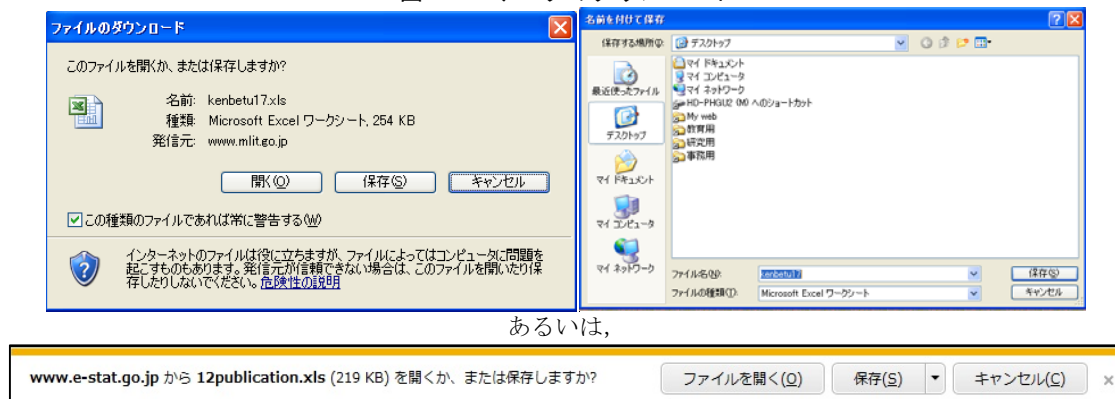 ファイルのダウンロード
このファイルを開くか、または保存しますか?
名前: kenbetu17.xls
種類: Microsoft Excel ワークシート, 254 KB
発信元: www.mlit.go.jp
開く(O) 保存(S) キャンセル
この種類のファイルであれば常に警告する(W)
インターネットのファイルは役に立ちますが、ファイルによってはコンピュータに問題を
起こすものもあります。発信元が信頼できない場合は、このファイルを開いたり保
存したりしないでください。危険性の説明
名前を付けて保存
保存する場所(I): デスクトップ
最近使ったファイル
デスクトップ
マイ ドキュメント
マイ コンピュータ
マイ ネットワーク
マイ ドキュメント
マイ コンピュータ
マイ ネットワーク
HD-PHGU2 (M) へのショートカット
My web
教育用
研究用
事務用
ファイル名(N): kenbetu17 保存(S)
ファイルの種類(T): Microsoft Excel ワークシート キャンセル
あるいは,
www.e-stat.go.jp から 12publication.xls (219 KB) を開くか、または保存しますか? ファイルを開く(O) 保存(S) キャンセル(C)